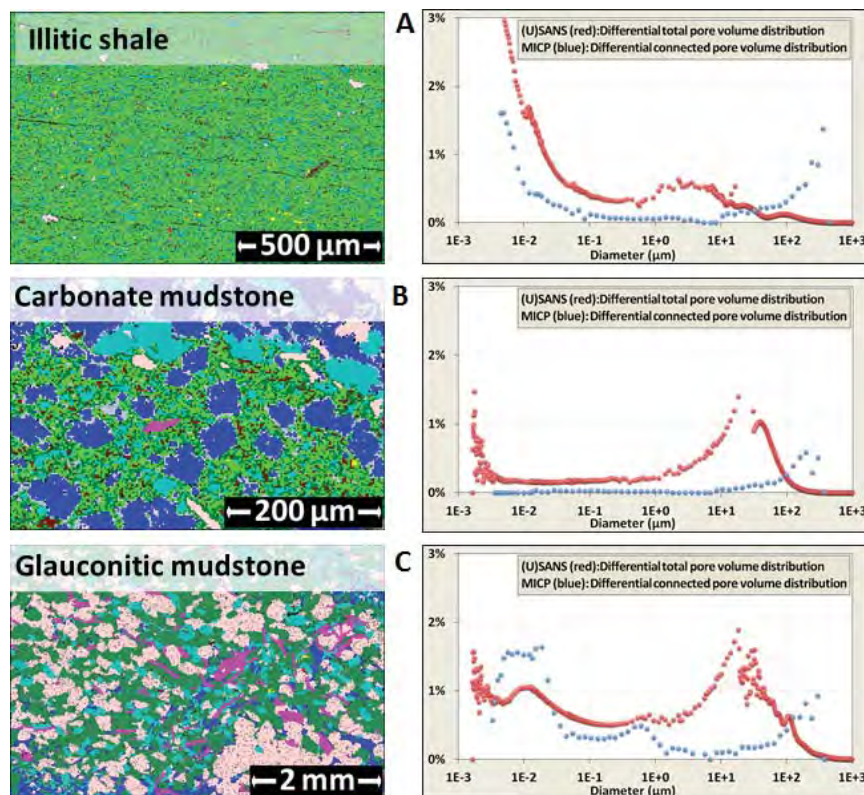 Illitic shale
500 µm
A
(U)SANS (red):Differential total pore volume distribution
MICP (blue): Differential connected pore volume distribution
3%
2%
1%
0%
1E-3 1E-2 1E-1 1E+0 1E+1 1E+2 1E+3
Diameter (µm)
Carbonate mudstone
200 µm
B
(U)SANS (red):Differential total pore volume distribution
MICP (blue): Differential connected pore volume distribution
3%
2%
1%
0%
1E-3 1E-2 1E-1 1E+0 1E+1 1E+2 1E+3
Diameter (µm)
Glauconitic mudstone
2 mm
C
(U)SANS (red):Differential total pore volume distribution
MICP (blue): Differential connected pore volume distribution
3%
2%
1%
0%
1E-3 1E-2 1E-1 1E+0 1E+1 1E+2 1E+3
Diameter (µm)